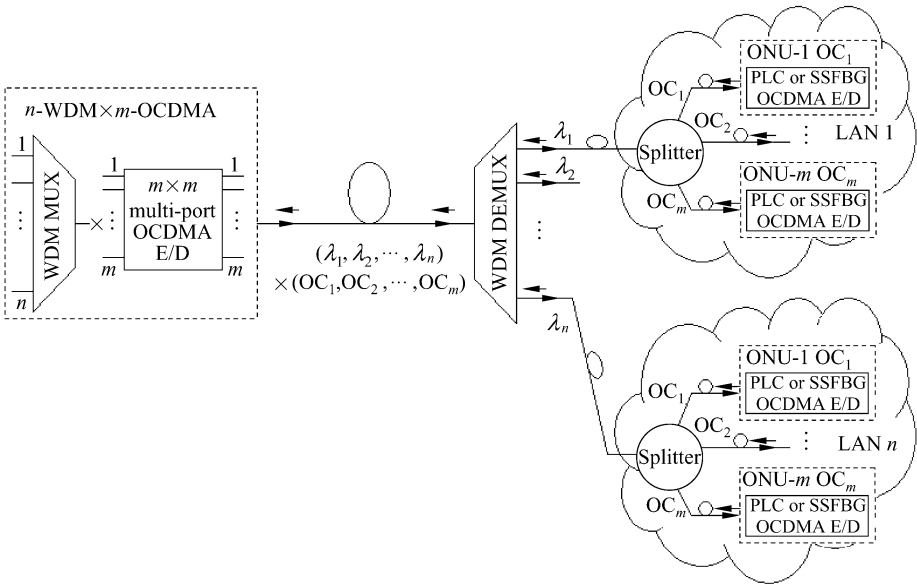 n-WDM×m-OCDMA
1
⋮
n
WDM MUX
×
1
⋮
m
m×m
multi-port
OCDMA
E/D
1
⋮
m
(λ₁, λ₂, ⋯, λₙ)
×(OC₁,OC₂, ⋯, OCₘ)
WDM DEMUX
λ₁
λ₂
⋮
λₙ
Splitter
OC₁
OC₂
OCₘ
ONU-1 OC₁
PLC or SSFBG
OCDMA E/D
⋮
LAN 1
ONU-m OCₘ
PLC or SSFBG
OCDMA E/D
Splitter
OC₁
OC₂
OCₘ
ONU-1 OC₁
PLC or SSFBG
OCDMA E/D
⋮
LAN n
ONU-m OCₘ
PLC or SSFBG
OCDMA E/D